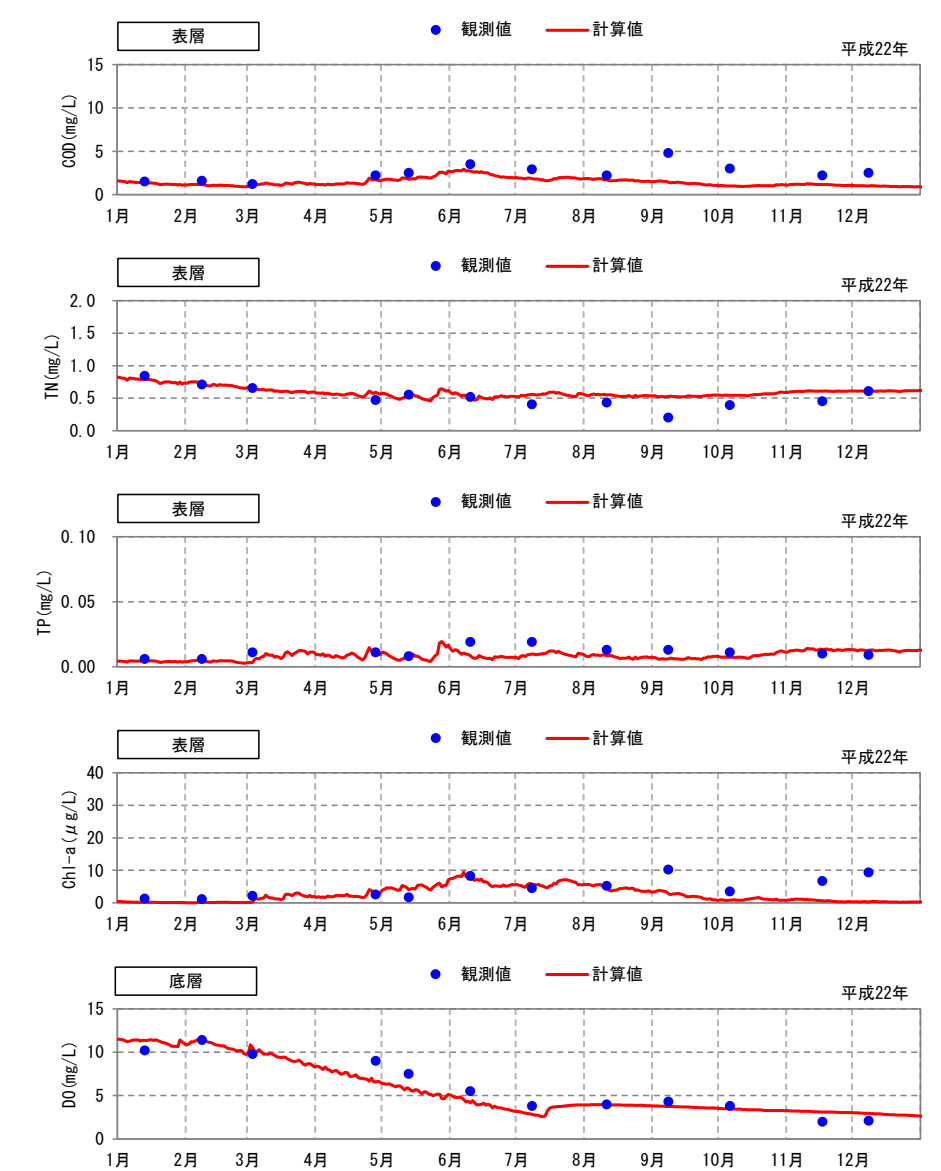 表層
観測値 計算値
平成22年
COD(mg/L)
15
10
5
0
1月 2月 3月 4月 5月 6月 7月 8月 9月 10月 11月 12月
表層
観測値 計算値
平成22年
TN(mg/L)
2.0
1.5
1.0
0.5
0.0
1月 2月 3月 4月 5月 6月 7月 8月 9月 10月 11月 12月
表層
観測値 計算値
平成22年
TP(mg/L)
0.10
0.05
0.00
1月 2月 3月 4月 5月 6月 7月 8月 9月 10月 11月 12月
表層
観測値 計算値
平成22年
Chl-a(μg/L)
40
30
20
10
0
1月 2月 3月 4月 5月 6月 7月 8月 9月 10月 11月 12月
底層
観測値 計算値
平成22年
DO(mg/L)
15
10
5
0
1月 2月 3月 4月 5月 6月 7月 8月 9月 10月 11月 12月